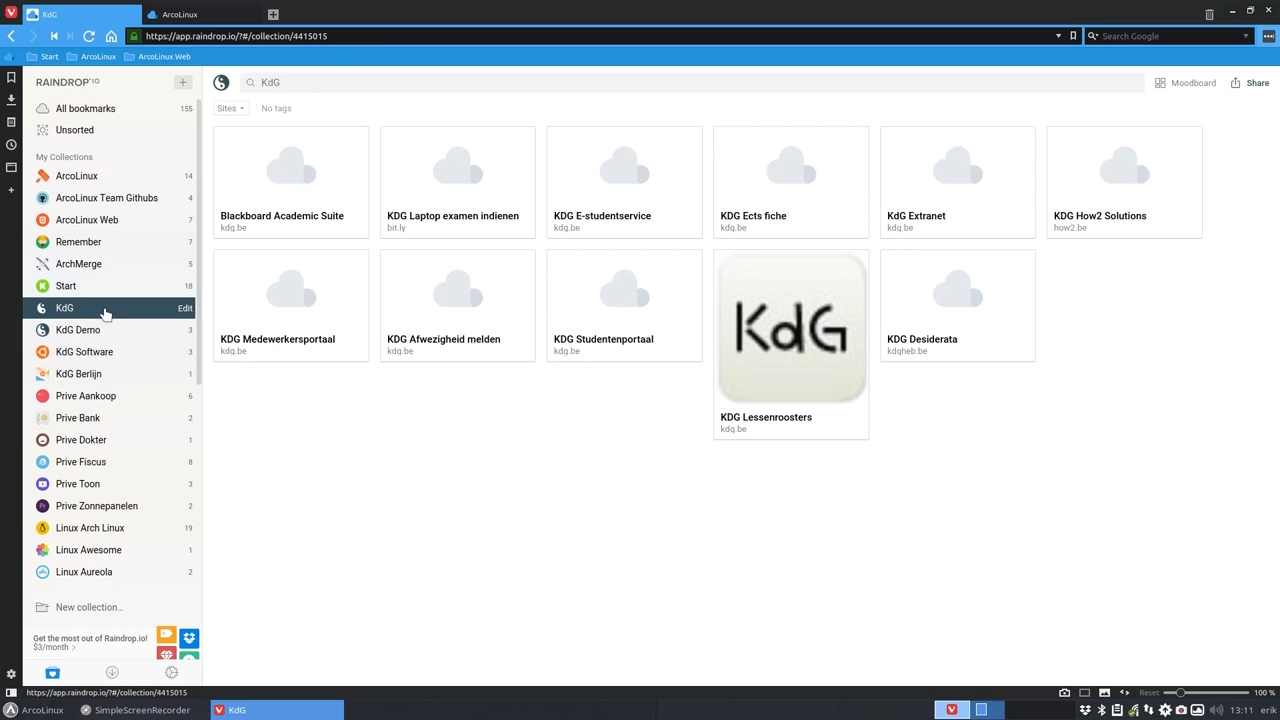 KdG
ArcoLinux
https://app.raindrop.io/?#/collection/4415015
Search Google
Start
ArcoLinux
ArcoLinux Web
RAINDROP.IO
All bookmarks 155
Unsorted
My Collections
ArcoLinux 14
ArcoLinux Team Githubs 4
ArcoLinux Web 7
Remember 7
ArchMerge 5
Start 18
KdG Edit
KdG Demo 3
KdG Software 3
KdG Berlijn 1
Prive Aankoop 6
Prive Bank 2
Prive Dokter 1
Prive Fiscus 8
Prive Toon 3
Prive Zonnepanelen 2
Linux Arch Linux 19
Linux Awesome 1
Linux Aureola 2
New collection...
Get the most out of Raindrop.io!
$3/month >
KdG
Moodboard
Share
Sites
No tags
Blackboard Academic Suite
kdg.be
KDG Laptop examen indienen
bit.ly
KDG E-studentservice
kdg.be
KDG Ects fiche
kdg.be
KdG Extranet
kdg.be
KDG How2 Solutions
how2.be
KDG Medewerkersportaal
kdg.be
KDG Afwezigheid melden
kdg.be
KDG Studentenportaal
kdg.be
KdG
KDG Lessenroosters
kdg.be
KDG Desiderata
kdgheb.be
https://app.raindrop.io/?#/collection/4415015
Reset
100 %
ArcoLinux
SimpleScreenRecorder
KdG
13:11
erik